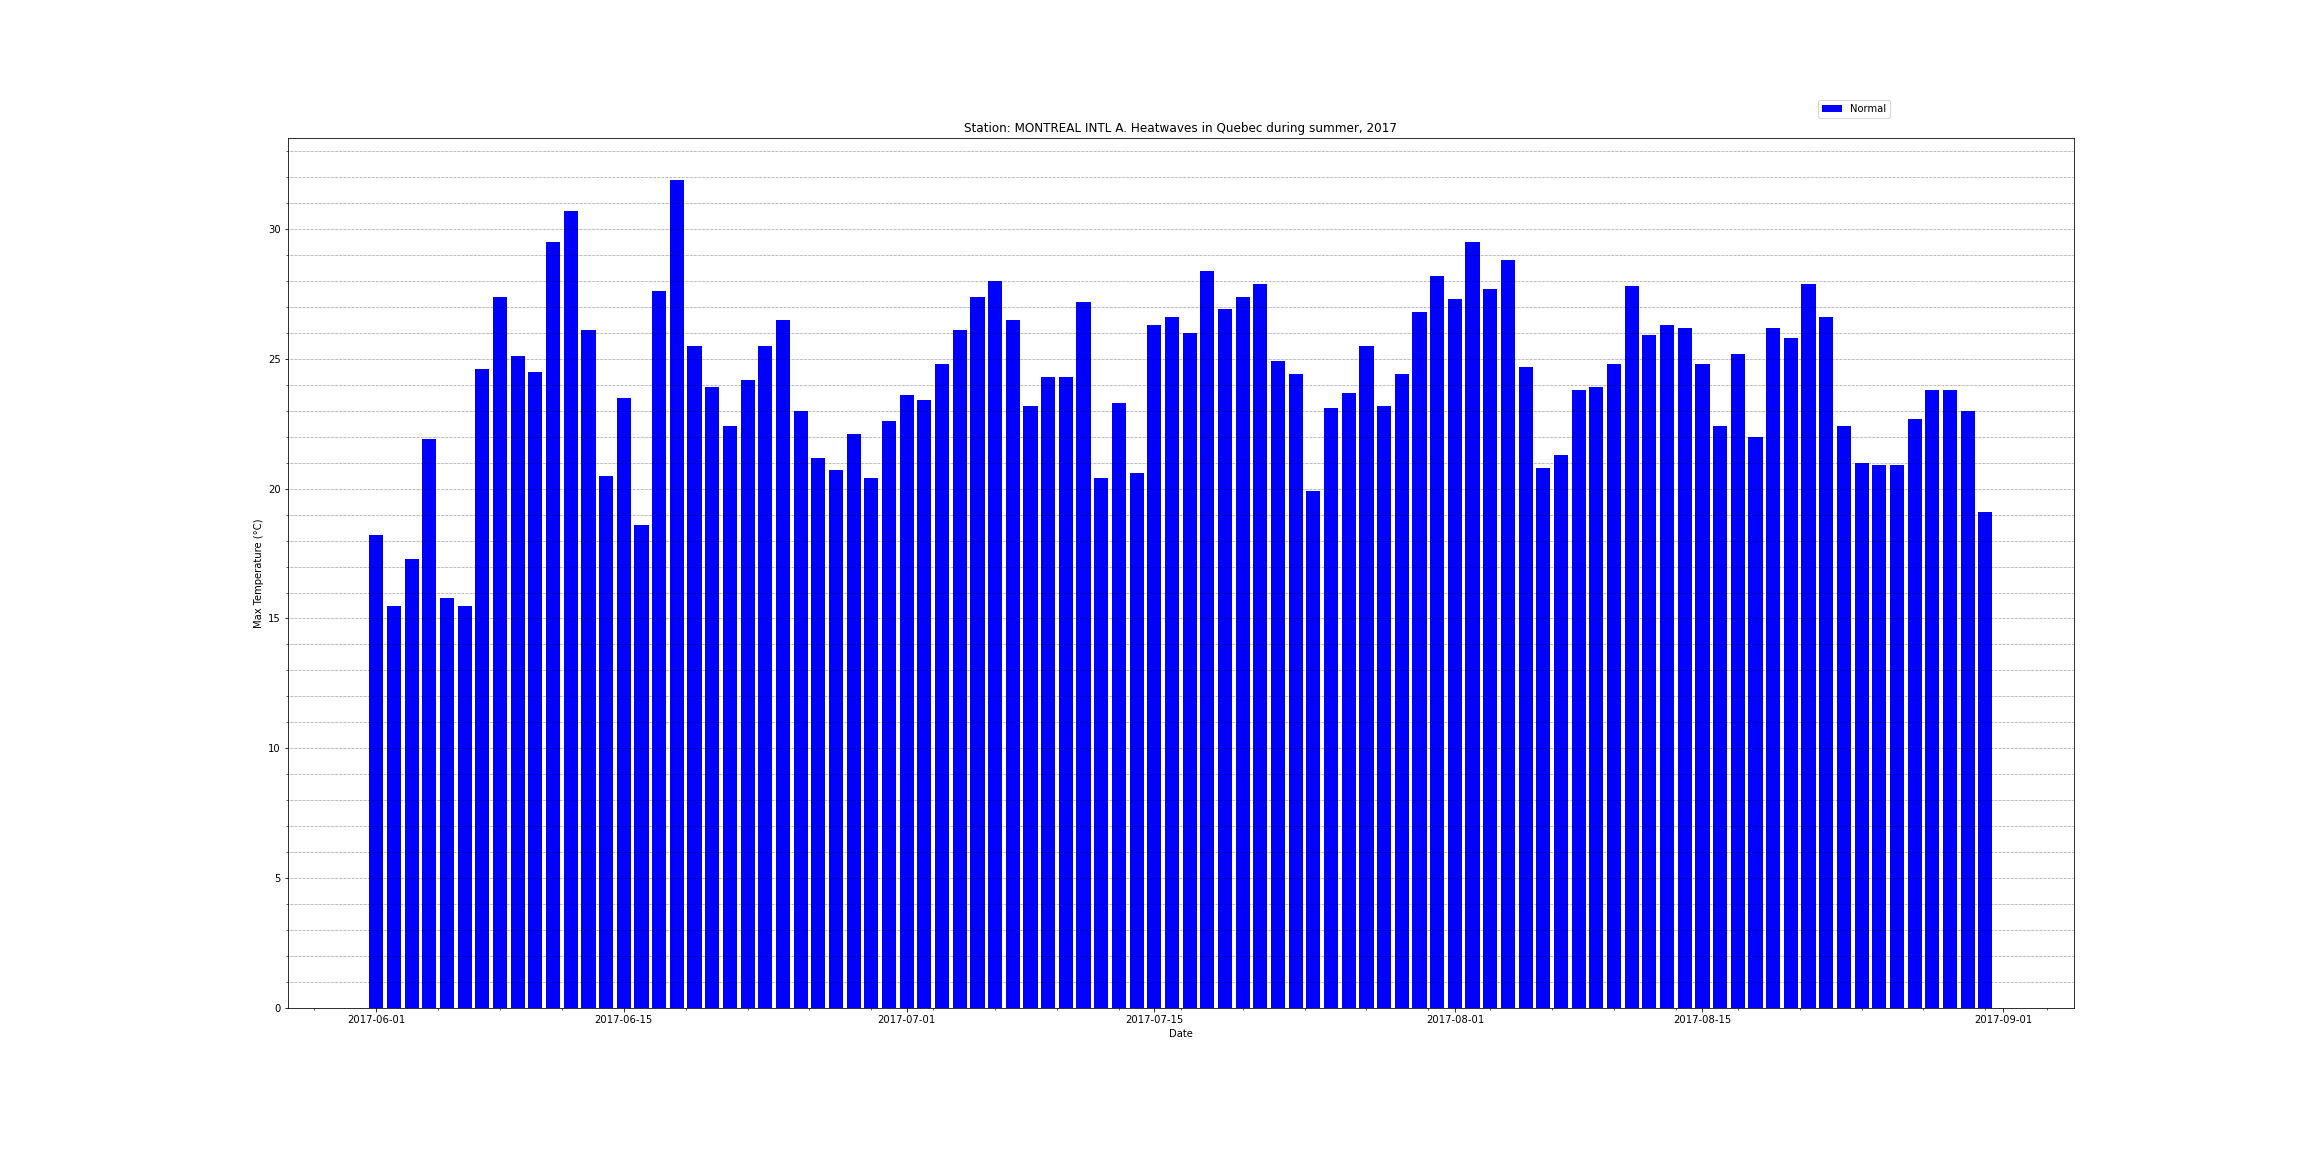 Normal
Station: MONTREAL INTL A. Heatwaves in Quebec during summer, 2017
30
25
20
15
10
5
0
Max Temperature (°C)
2017-06-01 2017-06-15 2017-07-01 2017-07-15 2017-08-01 2017-08-15 2017-09-01
Date